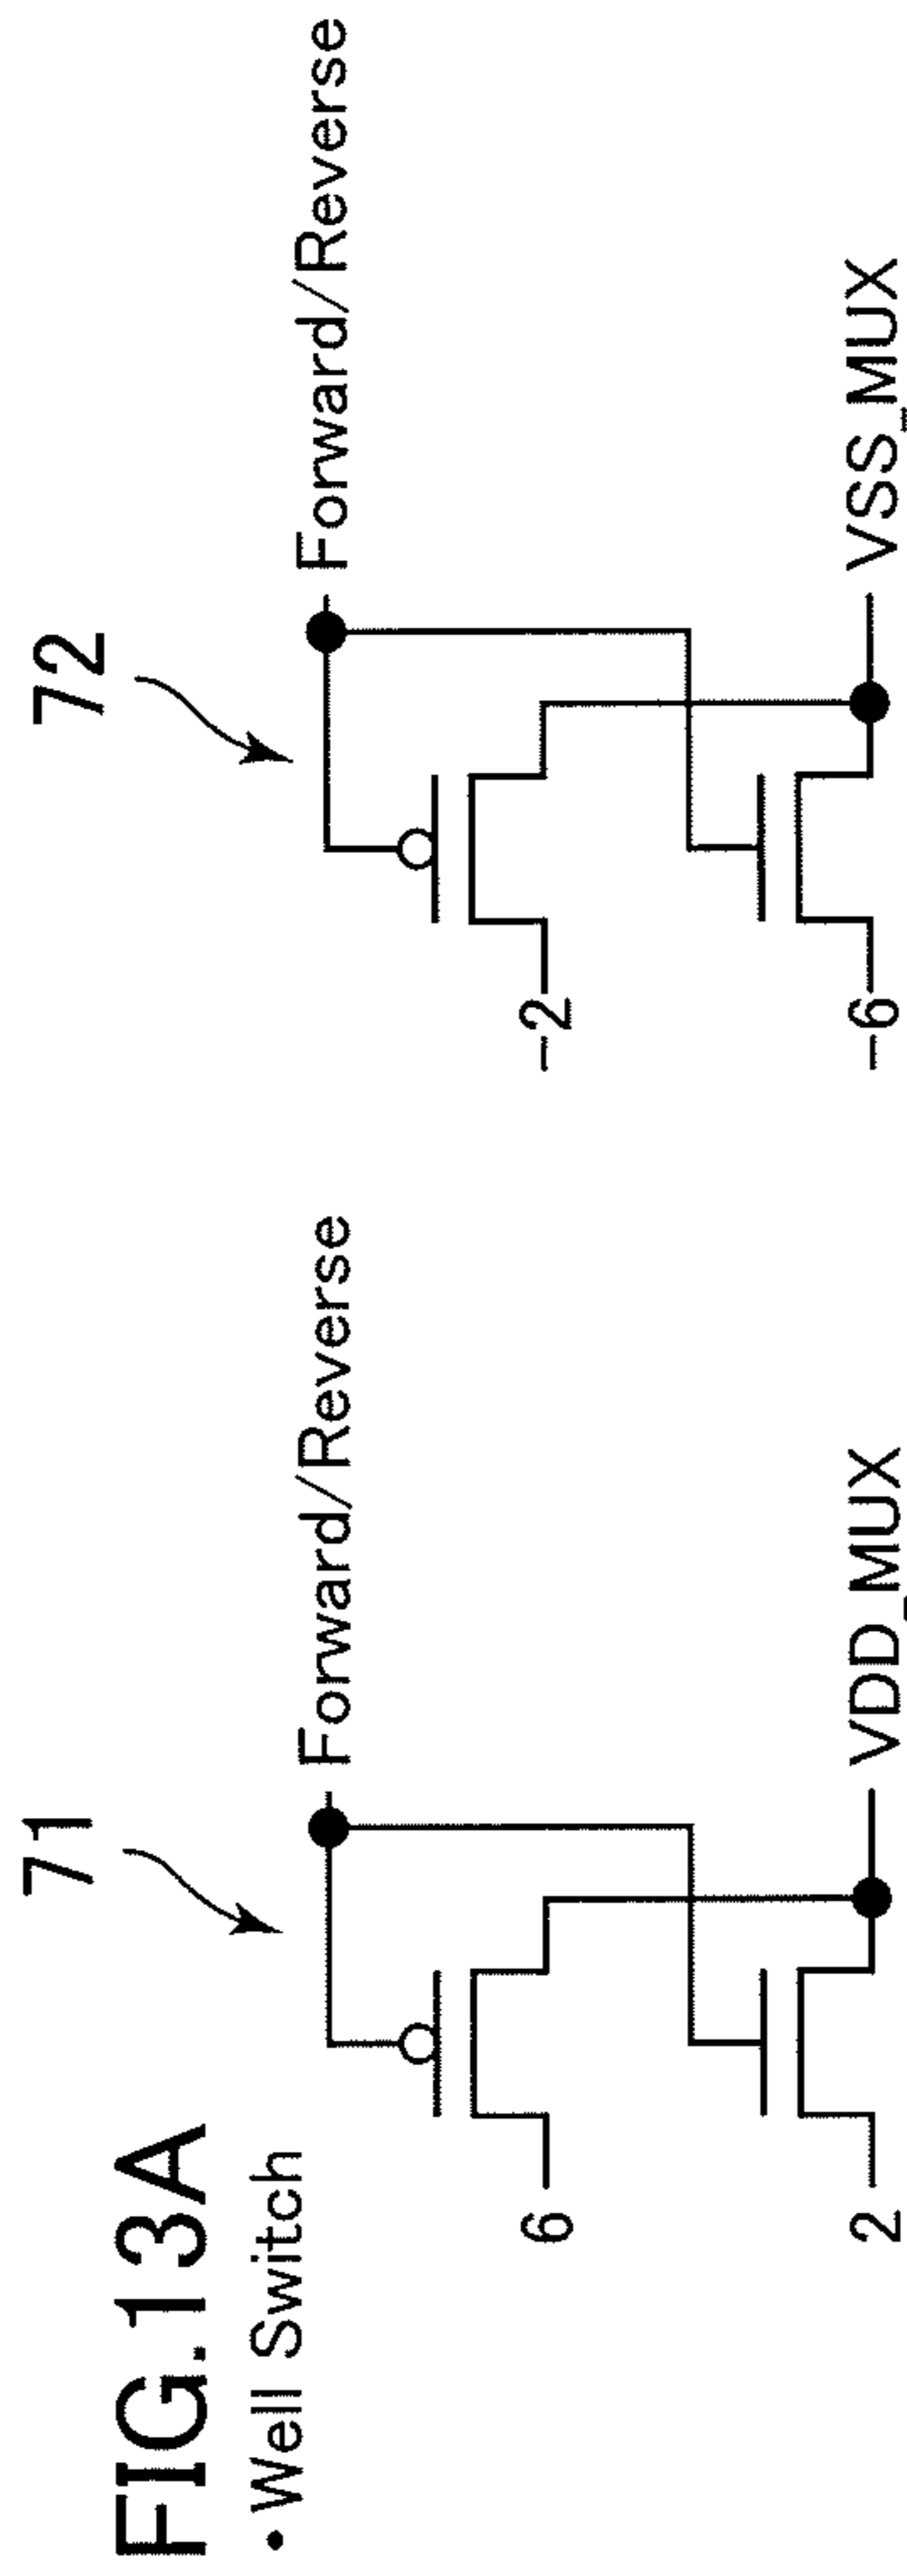 FIG.13A
• Well Switch
71
Forward/Reverse
6
2
VDD_MUX
72
Forward/Reverse
-2
-6
VSS_MUX